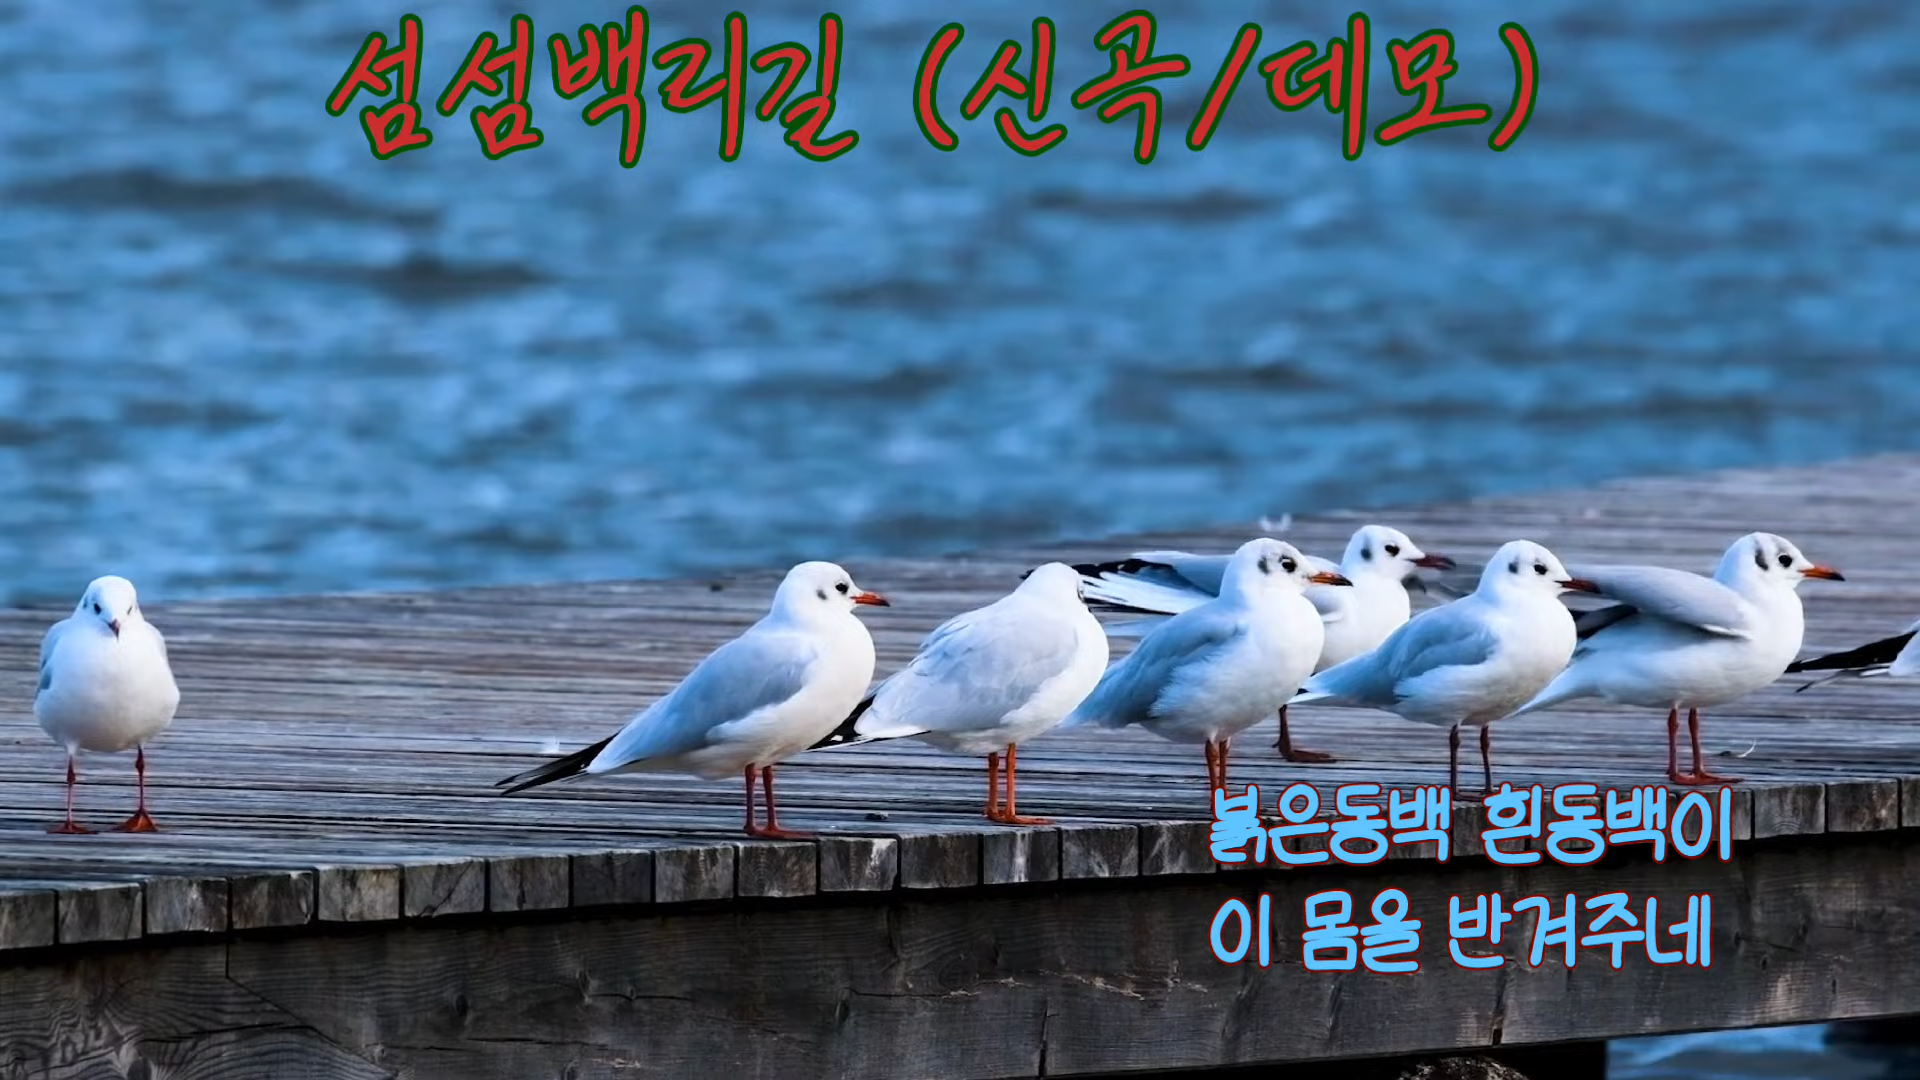 섬섬백리길 (신곡/데모)
붉은동백 흰동백이
이 몸을 반겨주네